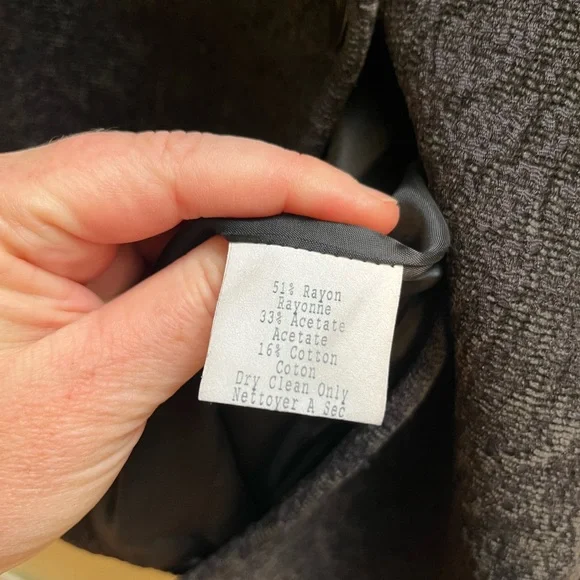 51% Rayon
Rayonne
33% Acetate
Acetate
16% Cotton
Coton
Dry Clean Only
Nettoyer A Sec